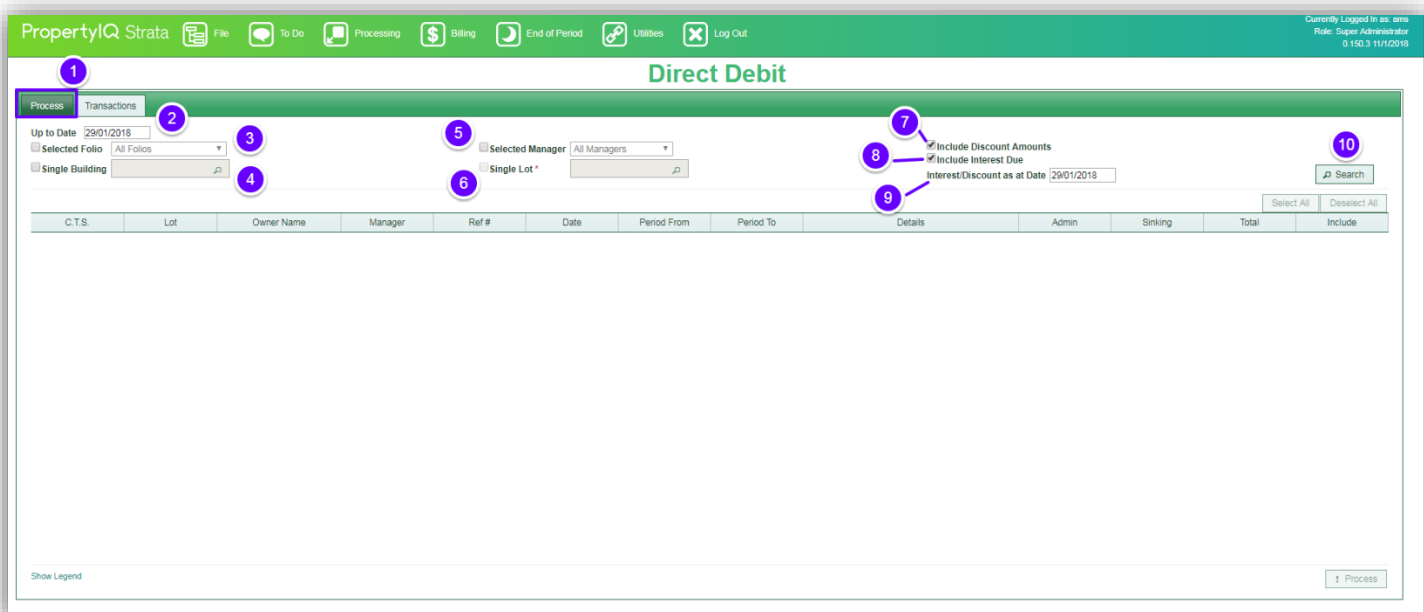 PropertyIQ Strata File To Do Processing $ Billing End of Period Utilities Log Out
Currently Logged In as: ams
Role: Super Administrator
0.150.3 11/1/2018
Direct Debit
1
Process Transactions
2
Up to Date 29/01/2018
3
Selected Folio All Folios
Single Building
4
5
Selected Manager All Managers
Single Lot *
6
7
Include Discount Amounts
8
Include Interest Due
Interest/Discount as at Date 29/01/2018
9
10
Search
Select All Deselect All
C.T.S. Lot Owner Name Manager Ref # Date Period From Period To Details Admin Sinking Total Include
Show Legend
! Process